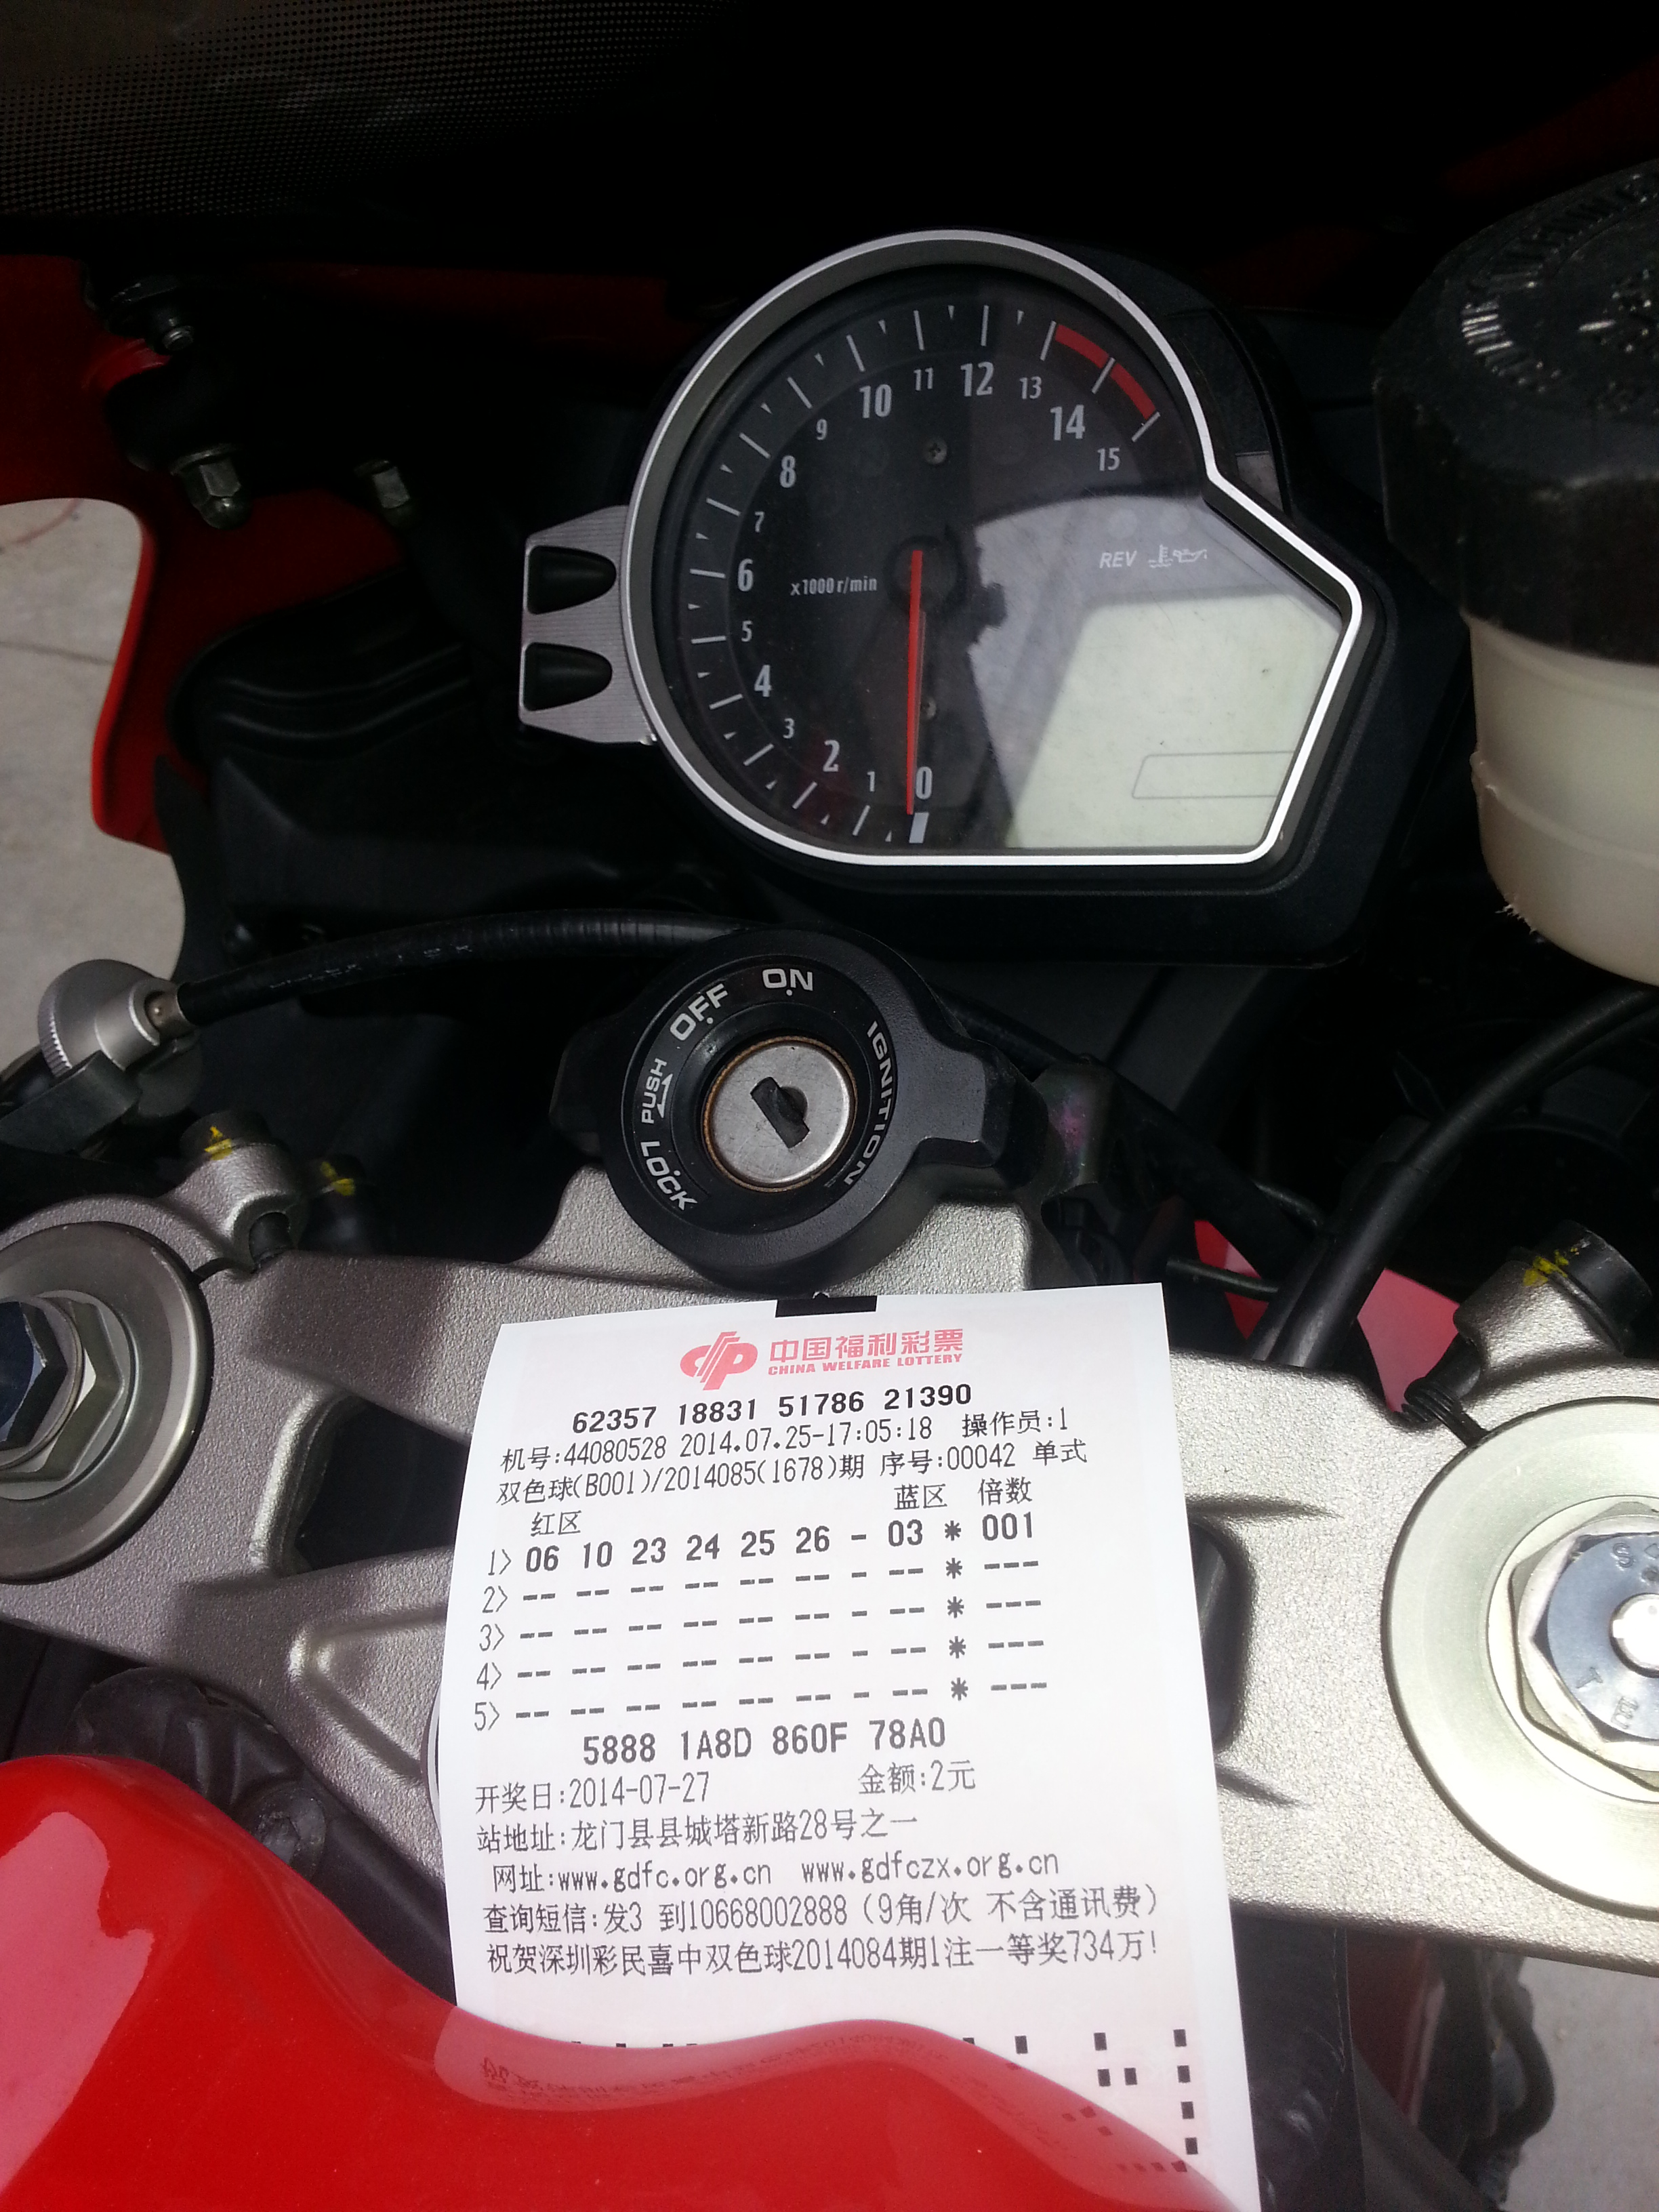 10 11 12 13 14 15
9
8
7
6
5
4
3
2
1
0
x1000 r/min
REV
ON
OFF
PUSH
LOCK
IGNITION
中国福利彩票
CHINA WELFARE LOTTERY
62357 18831 51786 21390
机号:44080528 2014.07.25-17:05:18 操作员:1
双色球(B001)/2014085(1678)期 序号:00042 单式
红区 蓝区 倍数
1> 06 10 23 24 25 26 - 03 * 001
2> -- -- -- -- -- -- - -- * ---
3> -- -- -- -- -- -- - -- * ---
4> -- -- -- -- -- -- - -- * ---
5> -- -- -- -- -- -- - -- * ---
5888 1A8D 860F 78A0
开奖日:2014-07-27 金额:2元
站地址:龙门县县城塔新路28号之一
网址:www.gdfc.org.cn www.gdfczx.org.cn
查询短信:发3 到10668002888 (9角/次 不含通讯费)
祝贺深圳彩民喜中双色球2014084期1注一等奖734万!